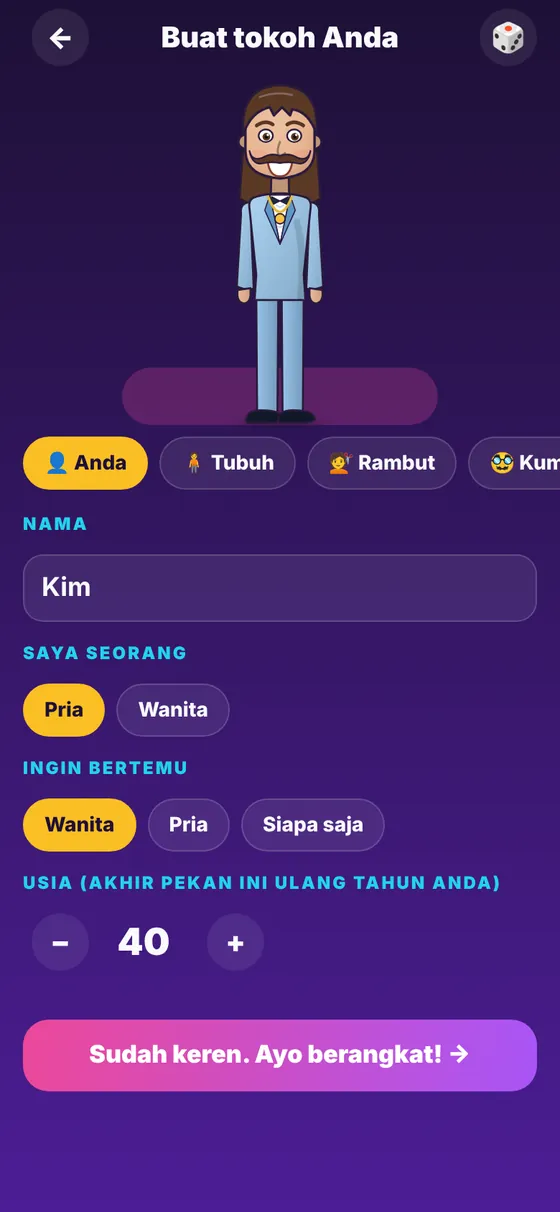 Buat tokoh Anda
Anda
Tubuh
Rambut
Kum
NAMA
Kim
SAYA SEORANG
Pria
Wanita
INGIN BERTEMU
Wanita
Pria
Siapa saja
USIA (AKHIR PEKAN INI ULANG TAHUN ANDA)
− 40 +
Sudah keren. Ayo berangkat! →